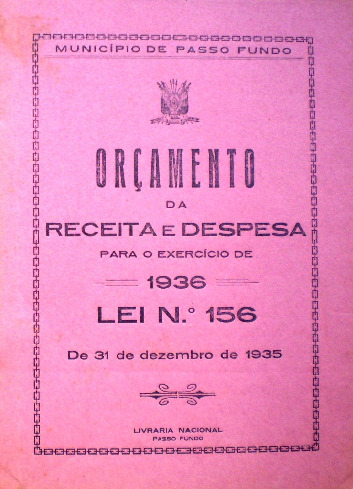 MUNICÍPIO DE PASSO FUNDO
ORÇAMENTO
DA
RECEITA E DESPESA
PARA O EXERCÍCIO DE
1936
LEI N.º 156
De 31 de dezembro de 1935
LIVRARIA NACIONAL
PASSO FUNDO